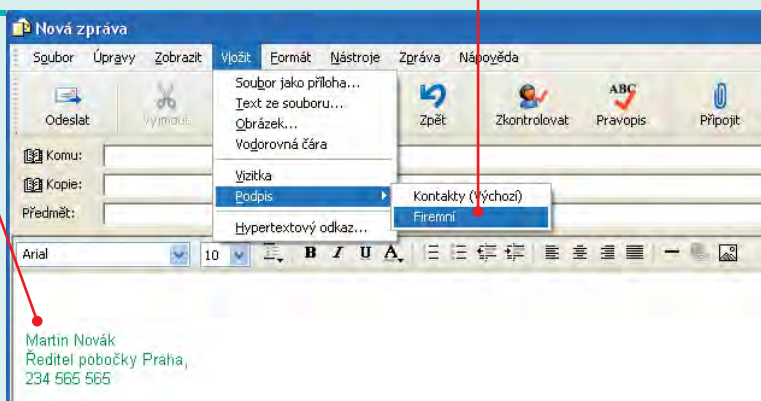 Nová zpráva
Soubor Úpravy Zobrazit Vložit Formát Nástroje Zpráva Nápověda
Soubor jako příloha...
Text ze souboru...
Obrázek...
Vodorovná čára
Vizitka
Podpis
Hypertextový odkaz...
Kontakty (Výchozí)
Firemní
Odeslat Vyjmout Zpět Zkontrolovat ABC Pravopis Připojit
Komu:
Kopie:
Předmět:
Arial 10 B I U A
Martin Novák
Ředitel pobočky Praha,
234 565 565